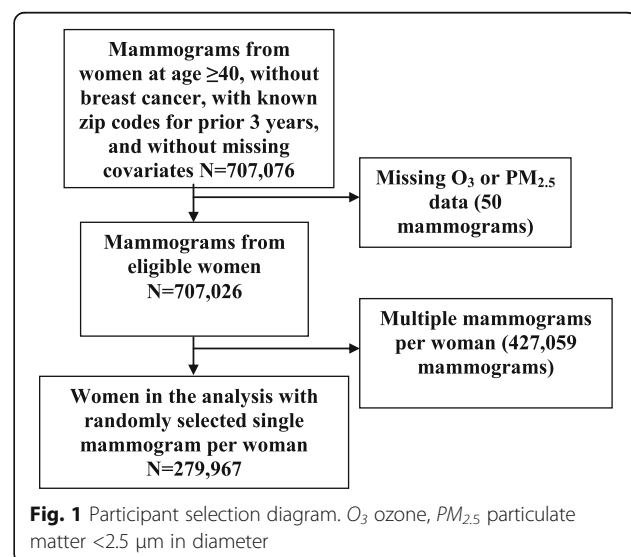 Mammograms from
women at age ≥40, without
breast cancer, with known
zip codes for prior 3 years,
and without missing
covariates N=707,076
Missing O₃ or PM₂.₅
data (50
mammograms)
Mammograms from
eligible women
N=707,026
Multiple mammograms
per woman (427,059
mammograms)
Women in the analysis with
randomly selected single
mammogram per woman
N=279,967
Fig. 1 Participant selection diagram. O₃ ozone, PM₂.₅ particulate
matter <2.5 μm in diameter